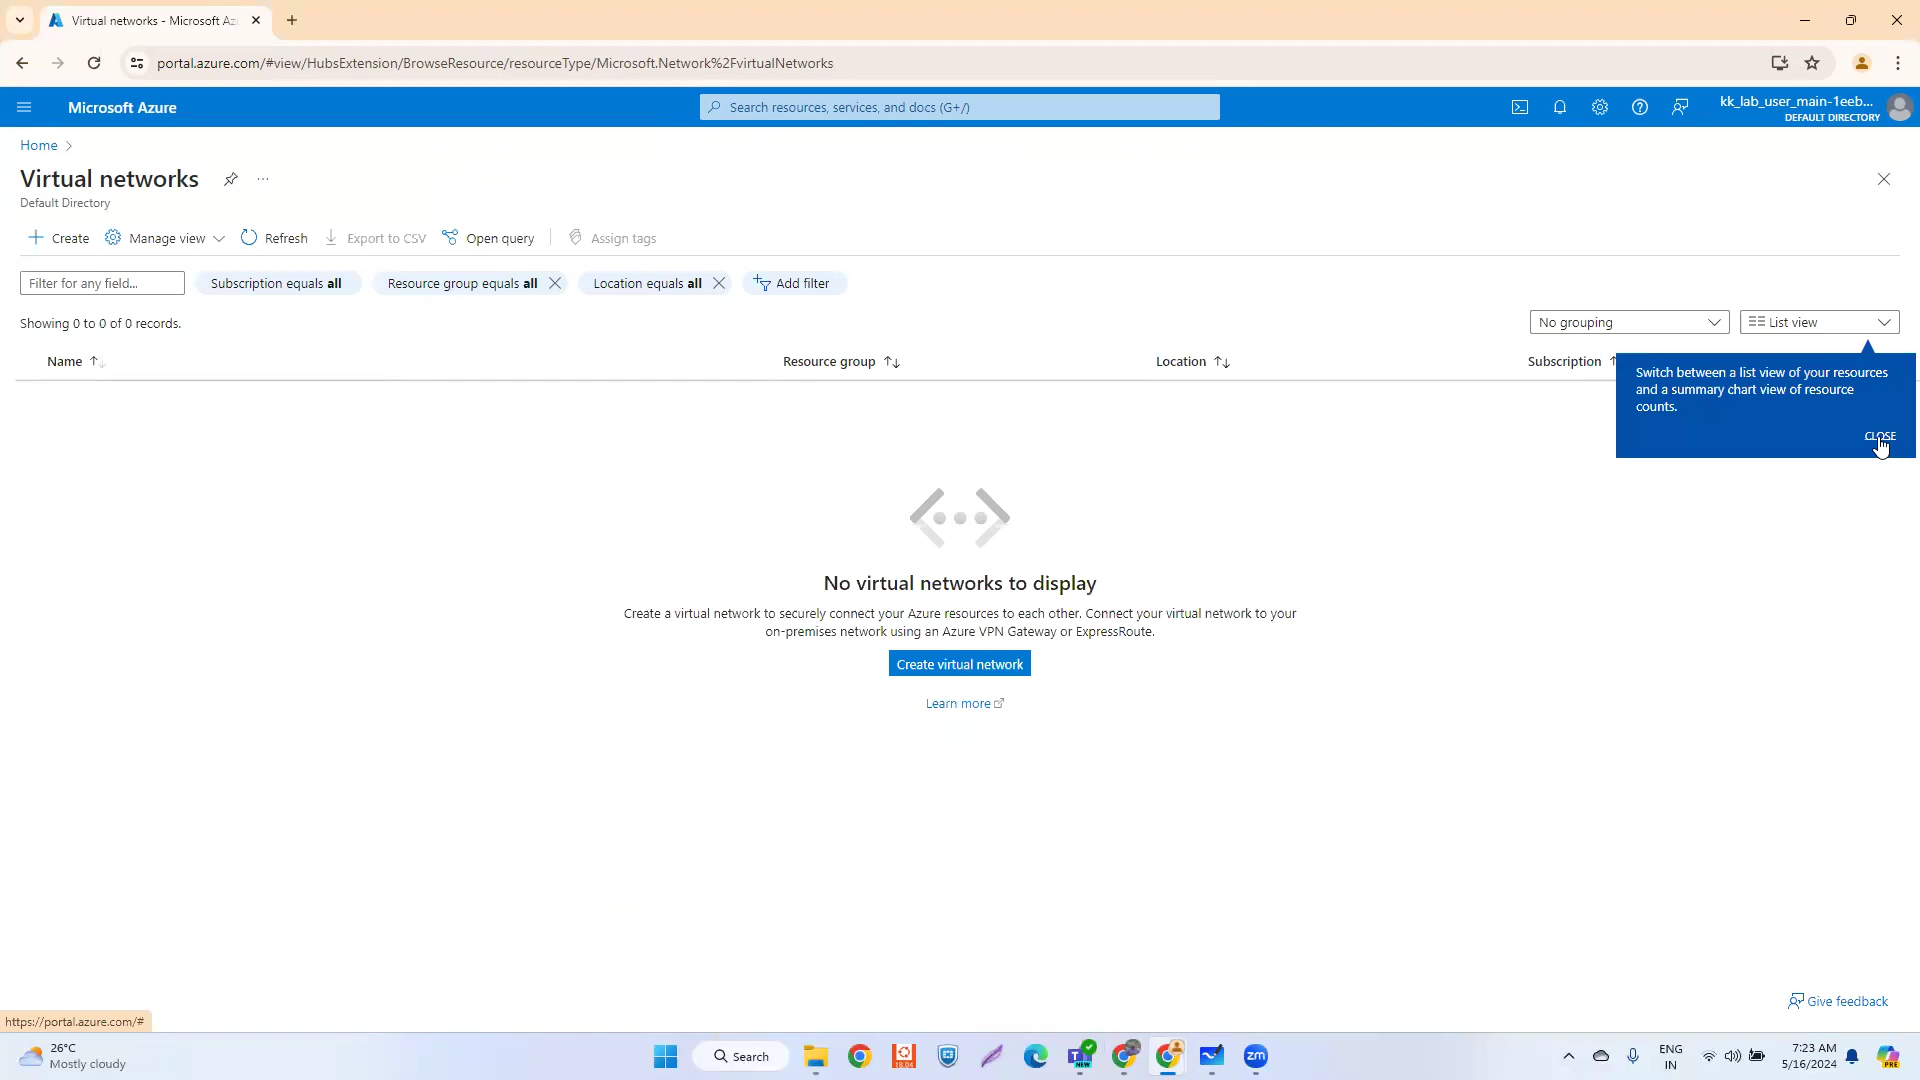 Virtual networks - Microsoft Az
portal.azure.com/#view/HubsExtension/BrowseResource/resourceType/Microsoft.Network%2FvirtualNetworks
Microsoft Azure
Search resources, services, and docs (G+/)
kk_lab_user_main-1eeb...
DEFAULT DIRECTORY
Home >
Virtual networks
...
Default Directory
Create
Manage view
Refresh
Export to CSV
Open query
Assign tags
Filter for any field...
Subscription equals all
Resource group equals all
Location equals all
Add filter
Showing 0 to 0 of 0 records.
No grouping
List view
Name
Resource group
Location
Subscription
Switch between a list view of your resources
and a summary chart view of resource
counts.
CLOSE
No virtual networks to display
Create a virtual network to securely connect your Azure resources to each other. Connect your virtual network to your
on-premises network using an Azure VPN Gateway or ExpressRoute.
Create virtual network
Learn more
Give feedback
https://portal.azure.com/#
26°C
Mostly cloudy
Search
18.04
NEW
zm
ENG
IN
7:23 AM
5/16/2024
PRE